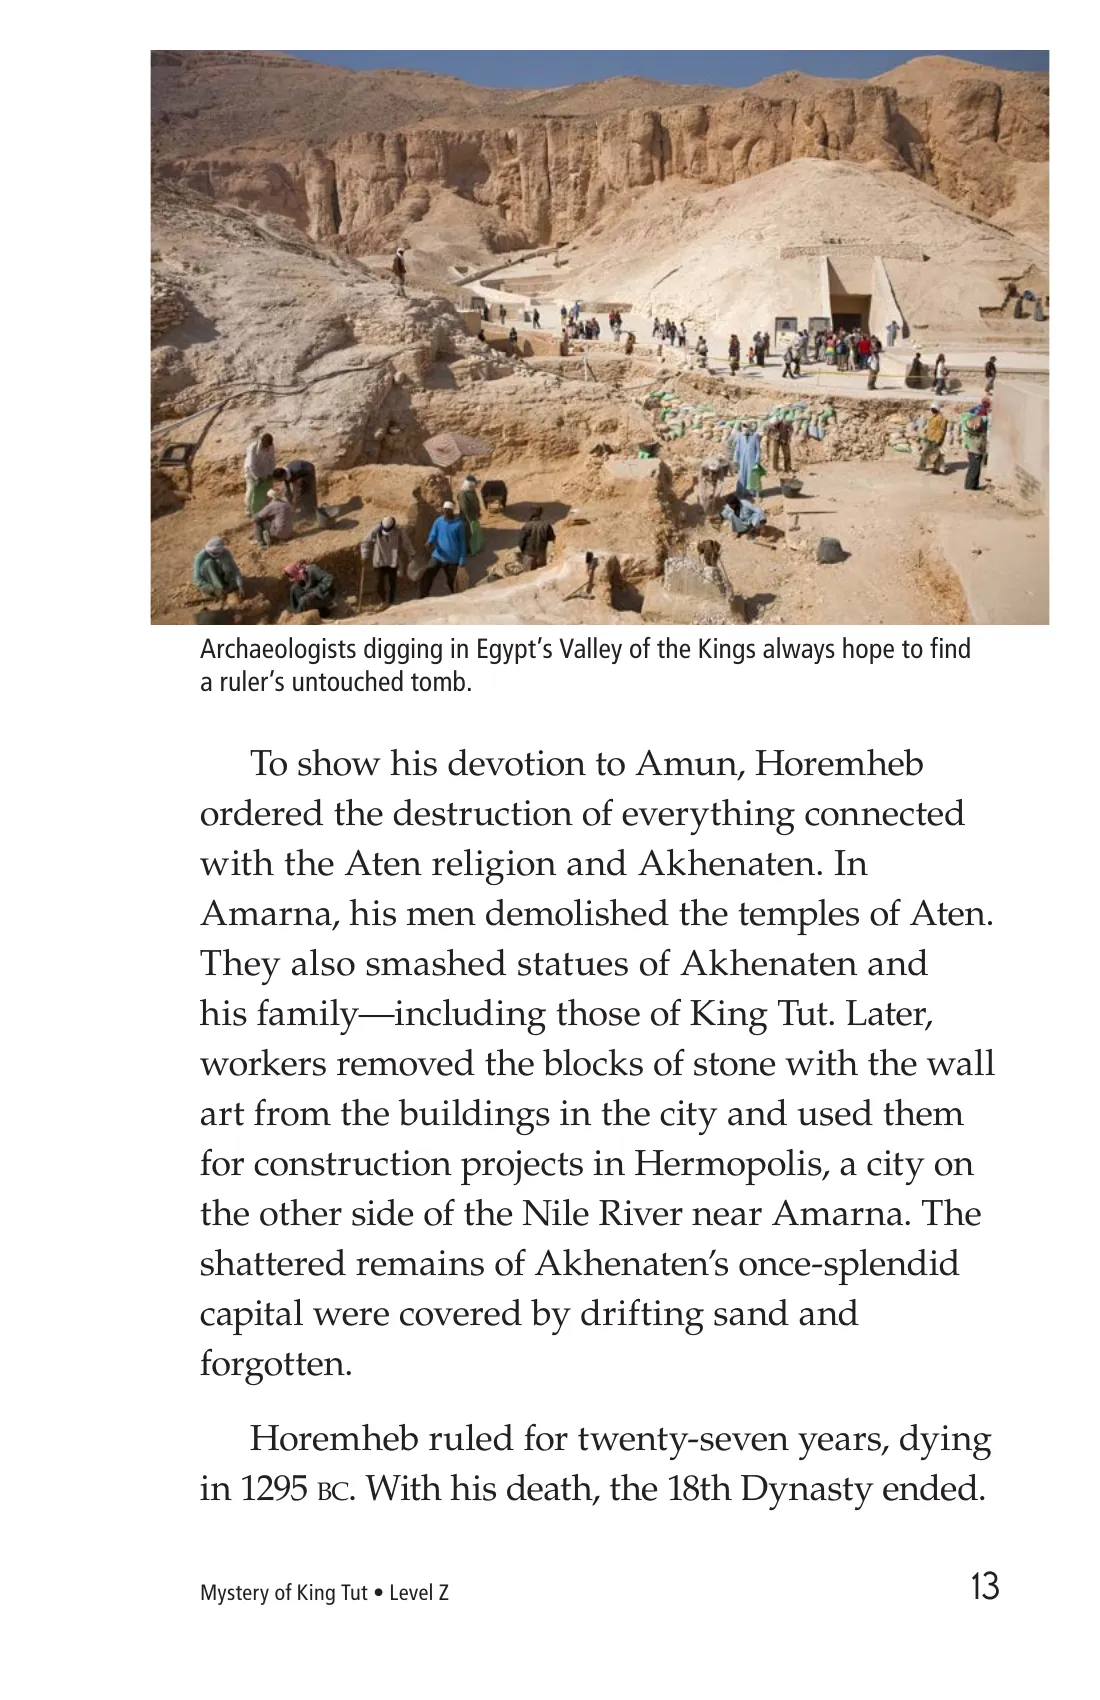 Archaeologists digging in Egypt’s Valley of the Kings always hope to find
a ruler’s untouched tomb.
To show his devotion to Amun, Horemheb
ordered the destruction of everything connected
with the Aten religion and Akhenaten. In
Amarna, his men demolished the temples of Aten.
They also smashed statues of Akhenaten and
his family—including those of King Tut. Later,
workers removed the blocks of stone with the wall
art from the buildings in the city and used them
for construction projects in Hermopolis, a city on
the other side of the Nile River near Amarna. The
shattered remains of Akhenaten’s once-splendid
capital were covered by drifting sand and
forgotten.
Horemheb ruled for twenty-seven years, dying
in 1295 BC. With his death, the 18th Dynasty ended.
Mystery of King Tut • Level Z
13